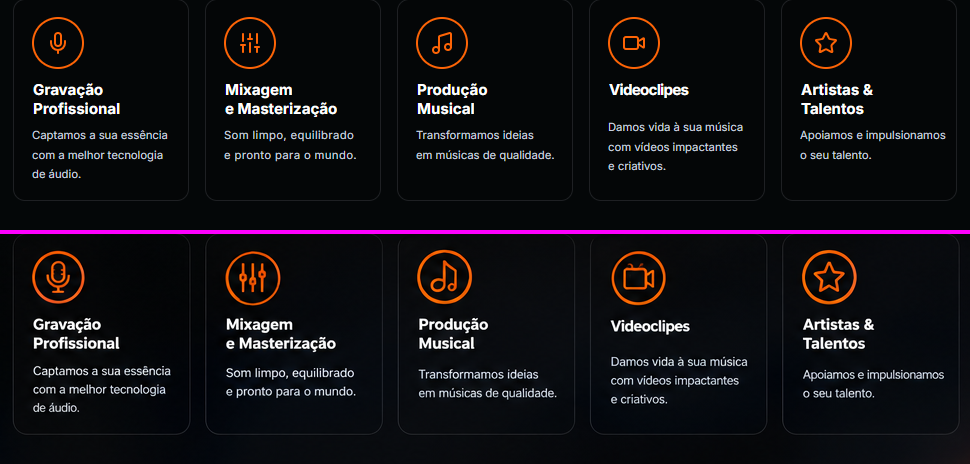 Gravação
Profissional
Captamos a sua essência
com a melhor tecnologia
de áudio.
Mixagem
e Masterização
Som limpo, equilibrado
e pronto para o mundo.
Produção
Musical
Transformamos ideias
em músicas de qualidade.
Videoclipes
Damos vida à sua música
com vídeos impactantes
e criativos.
Artistas &
Talentos
Apoiamos e impulsionamos
o seu talento.
Gravação
Profissional
Captamos a sua essência
com a melhor tecnologia
de áudio.
Mixagem
e Masterização
Som limpo, equilibrado
e pronto para o mundo.
Produção
Musical
Transformamos ideias
em músicas de qualidade.
Videoclipes
Damos vida à sua música
com vídeos impactantes
e criativos.
Artistas &
Talentos
Apoiamos e impulsionamos
o seu talento.